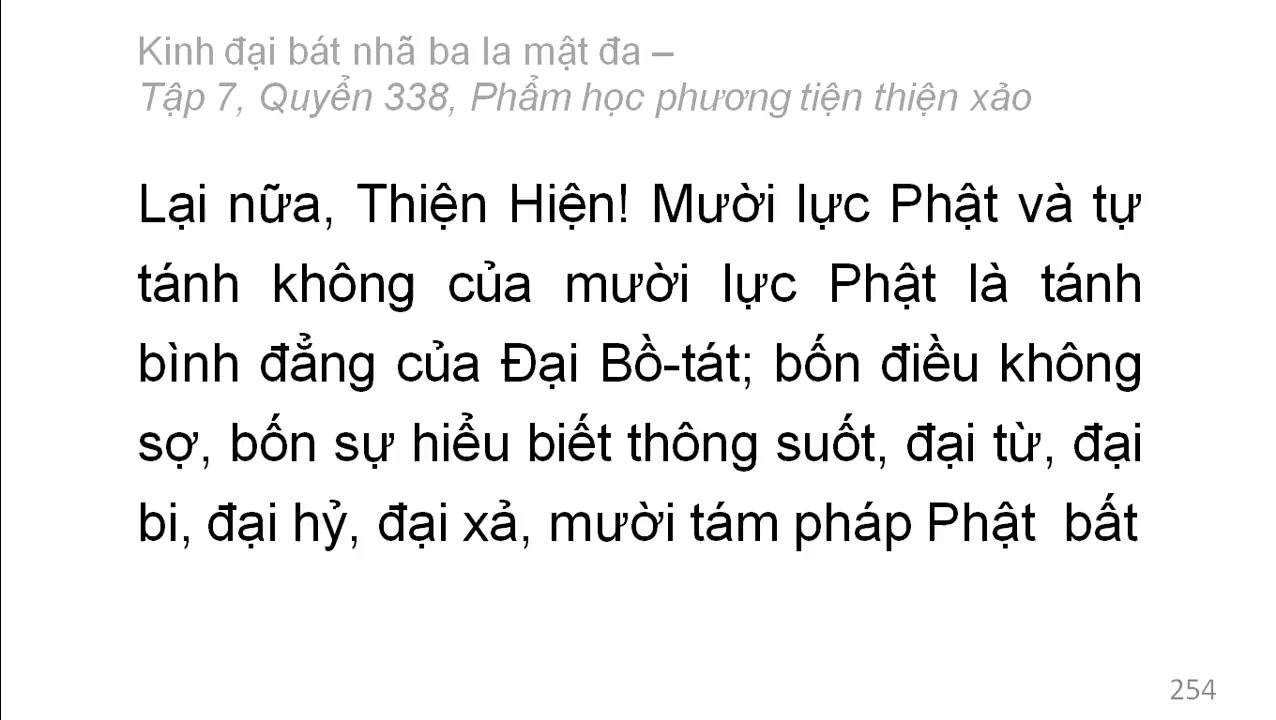 Kinh đại bát nhã ba la mật đa –
Tập 7, Quyển 338, Phẩm học phương tiện thiện xảo
Lại nữa, Thiện Hiện! Mười lực Phật và tự
tánh không của mười lực Phật là tánh
bình đẳng của Đại Bồ-tát; bốn điều không
sợ, bốn sự hiểu biết thông suốt, đại từ, đại
bi, đại hỷ, đại xả, mười tám pháp Phật bất
254